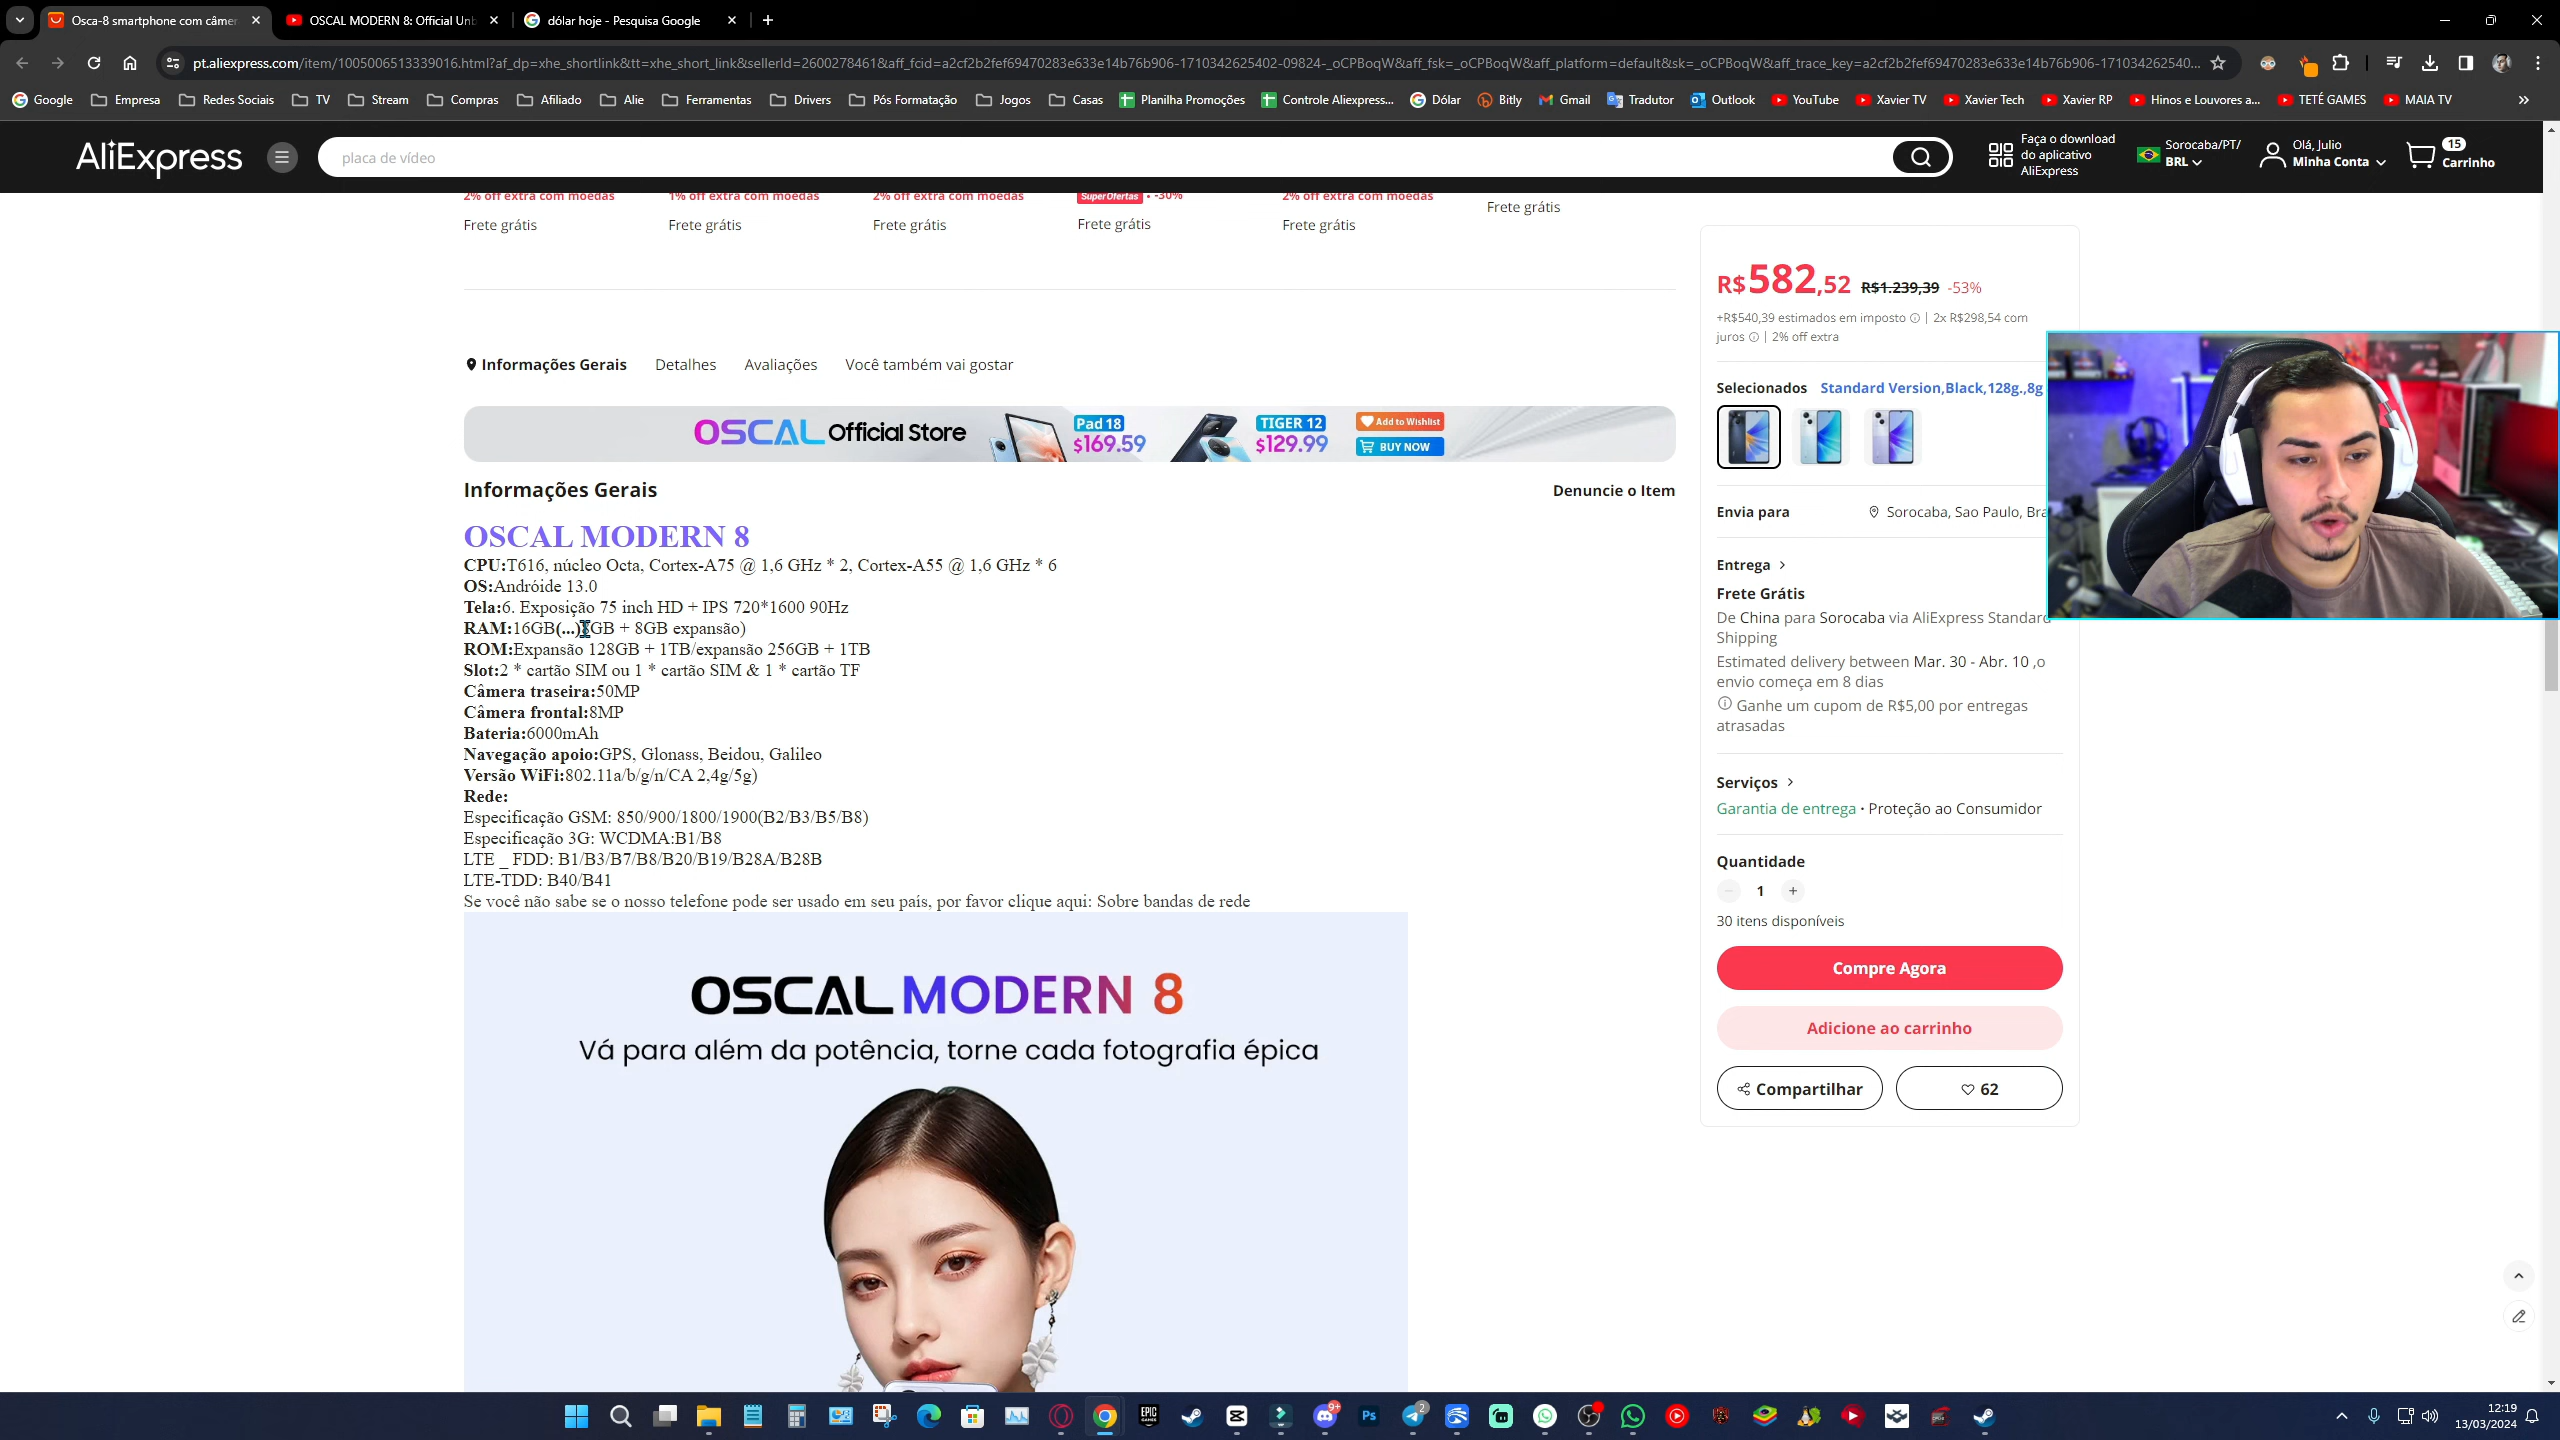 Osca-8 smartphone com câmer
OSCAL MODERN 8: Official Unb
dólar hoje - Pesquisa Google
pt.aliexpress.com/item/1005006513339016.html?af_dp=xhe_shortlink&tt=xhe_short_link&sellerId=2600278461&aff_fcid=a2cf2b2fef69470283e633e14b76b906-1710342625402-09824-_oCPBoqW&aff_fsk=_oCPBoqW&aff_platform=default&sk=_oCPBoqW&aff_trace_key=a2cf2b2fef69470283e633e14b76b906-171034262540...
Google Empresa Redes Sociais TV Stream Compras Afiliado Alie Ferramentas Drivers Pós Formatação Jogos Casas Planilha Promoções Controle Aliexpress... Dólar Bitly Gmail Tradutor Outlook YouTube Xavier TV Xavier Tech Xavier RP Hinos e Louvores a... TETÉ GAMES MAIA TV »
AliExpress
placa de vídeo
Faça o download
do aplicativo
AliExpress
Sorocaba/PT/
BRL
Olá, Julio
Minha Conta
15
Carrinho
2% off extra com moedas 1% off extra com moedas 2% off extra com moedas SuperOfertas • -30% 2% off extra com moedas
Frete grátis Frete grátis Frete grátis Frete grátis Frete grátis Frete grátis
Informações Gerais Detalhes Avaliações Você também vai gostar
OSCAL Official Store
Pad 18
$169.59
TIGER 12
$129.99
Add to Wishlist
BUY NOW
Informações Gerais
Denuncie o Item
OSCAL MODERN 8
CPU:T616, núcleo Octa, Cortex-A75 @ 1,6 GHz * 2, Cortex-A55 @ 1,6 GHz * 6
OS:Andróide 13.0
Tela:6. Exposição 75 inch HD + IPS 720*1600 90Hz
RAM:16GB(...)8GB + 8GB expansão)
ROM:Expansão 128GB + 1TB/expansão 256GB + 1TB
Slot:2 * cartão SIM ou 1 * cartão SIM & 1 * cartão TF
Câmera traseira:50MP
Câmera frontal:8MP
Bateria:6000mAh
Navegação apoio:GPS, Glonass, Beidou, Galileo
Versão WiFi:802.11a/b/g/n/CA 2,4g/5g)
Rede:
Especificação GSM: 850/900/1800/1900(B2/B3/B5/B8)
Especificação 3G: WCDMA:B1/B8
LTE _ FDD: B1/B3/B7/B8/B20/B19/B28A/B28B
LTE-TDD: B40/B41
Se você não sabe se o nosso telefone pode ser usado em seu país, por favor clique aqui: Sobre bandas de rede
OSCAL MODERN 8
Vá para além da potência, torne cada fotografia épica
R$582,52 R$1.239,39 -53%
+R$540,39 estimados em imposto | 2x R$298,54 com
juros | 2% off extra
Selecionados Standard Version,Black,128g.,8g
Envia para Sorocaba, Sao Paulo, Bra
Entrega
Frete Grátis
De China para Sorocaba via AliExpress Standard
Shipping
Estimated delivery between Mar. 30 - Abr. 10 ,o
envio começa em 8 dias
Ganhe um cupom de R$5,00 por entregas
atrasadas
Serviços
Garantia de entrega • Proteção ao Consumidor
Quantidade
- 1 +
30 itens disponíveis
Compre Agora
Adicione ao carrinho
Compartilhar
62
EPIC
Ps
9+
2
12:19
13/03/2024